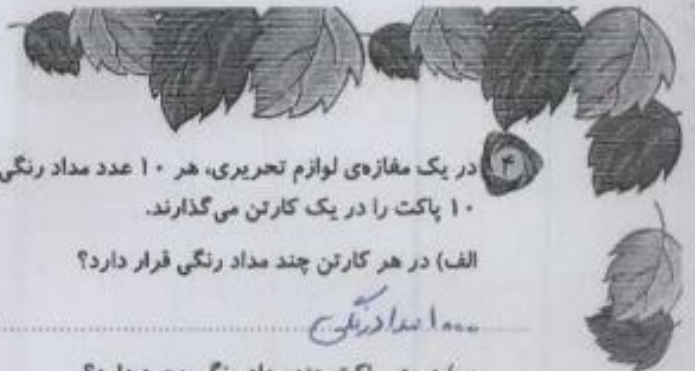 ۴ در یک مغازه‌ی لوازم تحریری، هر ۱۰ عدد مداد رنگی
۱۰ پاکت را در یک کارتن می‌گذارند.
الف) در هر کارتن چند مداد رنگی قرار دارد؟
۱۰۰۰ مداد رنگی